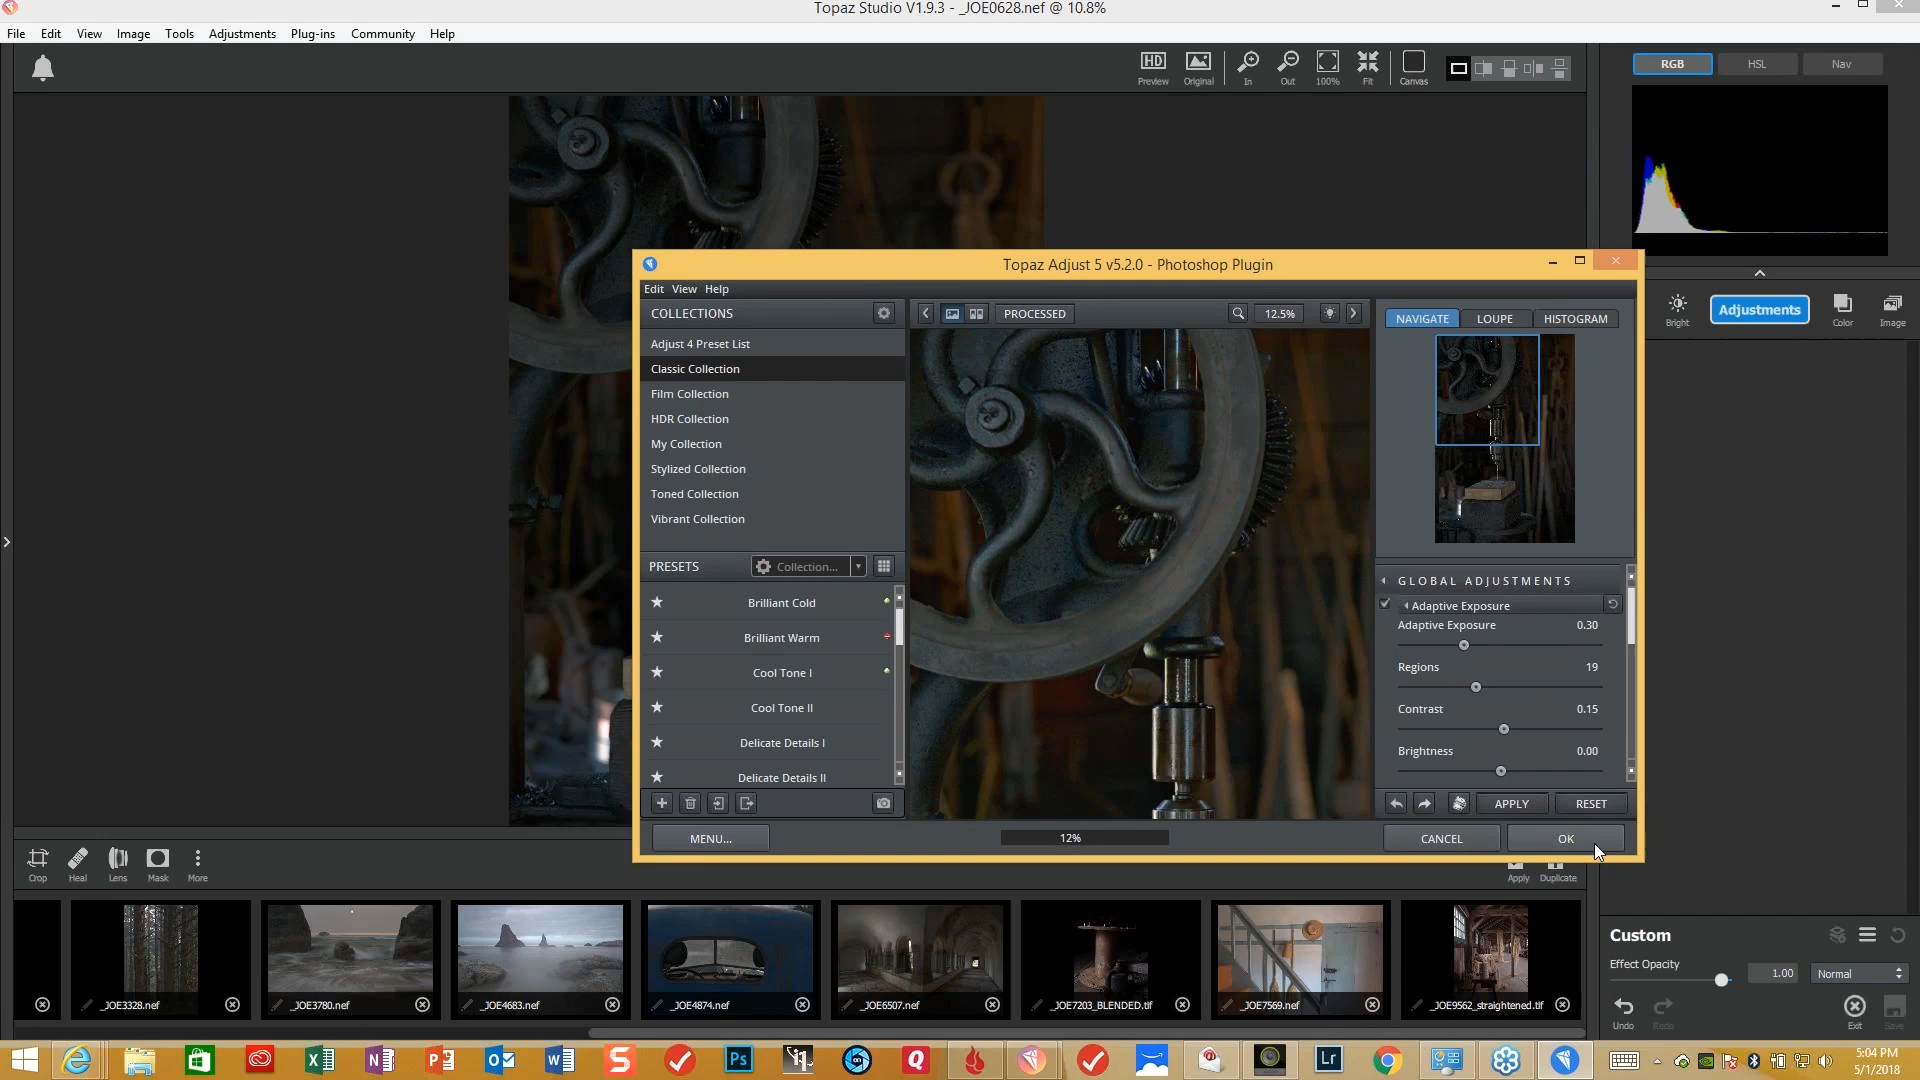 Topaz Studio V1.9.3 - _JOE0628.nef @ 10.8%
File Edit View Image Tools Adjustments Plug-ins Community Help
HD
Preview Original In Out 100% Fit Canvas
RGB HSL Nav
Bright Adjustments Color Image
Topaz Adjust 5 v5.2.0 - Photoshop Plugin
Edit View Help
COLLECTIONS
Adjust 4 Preset List
Classic Collection
Film Collection
HDR Collection
My Collection
Stylized Collection
Toned Collection
Vibrant Collection
PRESETS Collection...
Brilliant Cold
Brilliant Warm
Cool Tone I
Cool Tone II
Delicate Details I
Delicate Details II
MENU...
PROCESSED 12.5%
12%
NAVIGATE LOUPE HISTOGRAM
GLOBAL ADJUSTMENTS
Adaptive Exposure
Adaptive Exposure 0.30
Regions 19
Contrast 0.15
Brightness 0.00
APPLY RESET
CANCEL OK
Crop Heal Lens Mask More
Apply Duplicate
_JOE3328.nef _JOE3780.nef _JOE4683.nef _JOE4874.nef _JOE6507.nef _JOE7203_BLENDED.tif _JOE7569.nef _JOE9562_straightened.tif
Custom
Effect Opacity 1.00 Normal
Undo Redo Exit Save
Ps
Lr
5:04 PM
5/1/2018